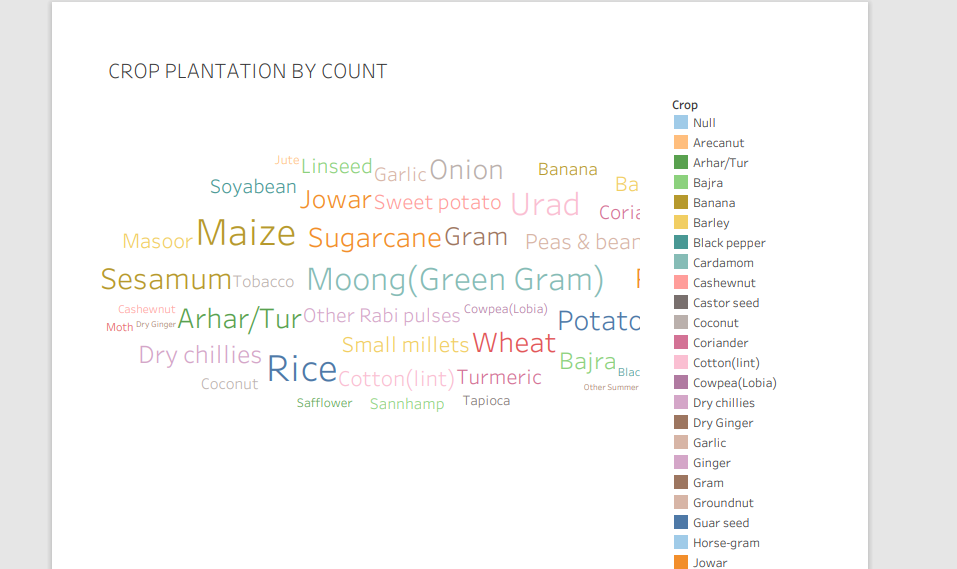 CROP PLANTATION BY COUNT
Jute Linseed Garlic Onion Banana
Soyabean Jowar Sweet potato Urad Ba
Coria
Masoor Maize Sugarcane Gram Peas & bean
Sesamum Tobacco Moong(Green Gram)
Cashewnut Arhar/Tur Other Rabi pulses Cowpea(Lobia)
Moth Dry Ginger Potato
Small millets Wheat
Dry chillies Rice Bajra
Coconut Cotton(lint) Turmeric Blac
Other Summer
Safflower Sannhamp Tapioca
Crop
Null
Arecanut
Arhar/Tur
Bajra
Banana
Barley
Black pepper
Cardamom
Cashewnut
Castor seed
Coconut
Coriander
Cotton(lint)
Cowpea(Lobia)
Dry chillies
Dry Ginger
Garlic
Ginger
Gram
Groundnut
Guar seed
Horse-gram
Jowar